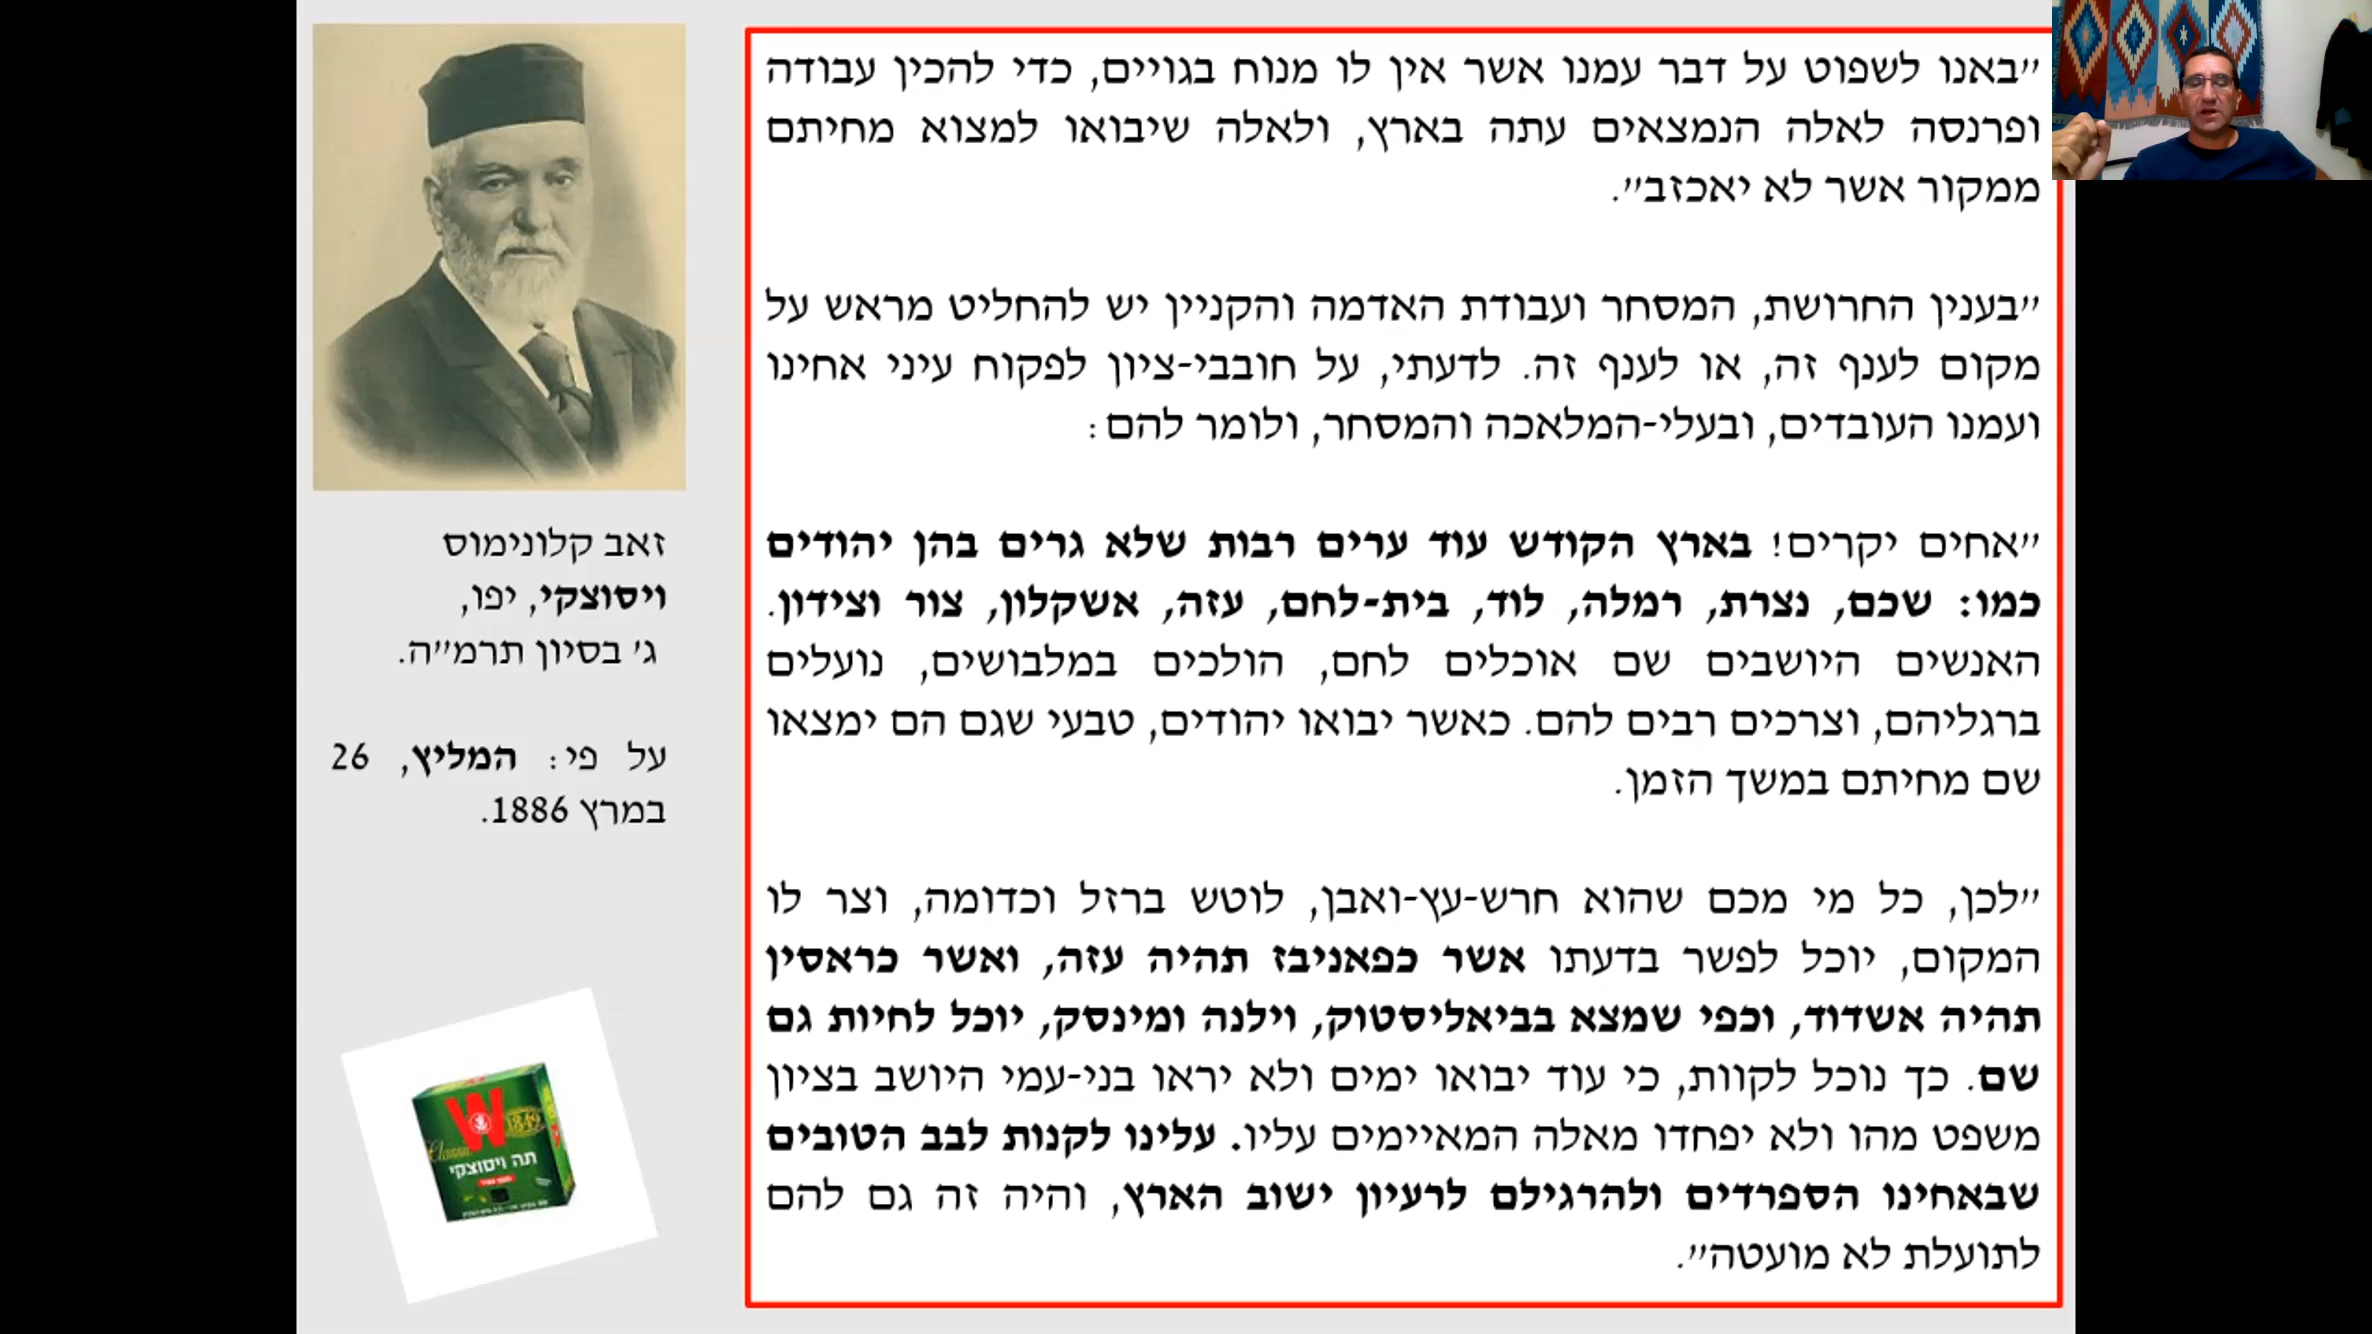 ״באנו לשפוט על דבר עמנו אשר אין לו מנוח בגויים, כדי להכין עבודה
ופרנסה לאלה הנמצאים עתה בארץ, ולאלה שיבואו למצוא מחיתם
ממקור אשר לא יאכזב״.
״בענין החרושת, המסחר ועבודת האדמה והקניין יש להחליט מראש על
מקום לענף זה, או לענף זה. לדעתי, על חובבי-ציון לפקוח עיני אחינו
ועמנו העובדים, ובעלי-המלאכה והמסחר, ולומר להם:
״אחים יקרים! בארץ הקודש עוד ערים רבות שלא גרים בהן יהודים
כמו: שכם, נצרת, רמלה, לוד, בית-לחם, עזה, אשקלון, צור וצידון.
האנשים היושבים שם אוכלים לחם, הולכים במלבושים, נועלים
ברגליהם, וצרכים רבים להם. כאשר יבואו יהודים, טבעי שגם הם ימצאו
שם מחיתם במשך הזמן.
״לכן, כל מי מכם שהוא חרש-עץ-ואבן, לוטש ברזל וכדומה, וצר לו
המקום, יוכל לפשר בדעתו אשר כפאניבז תהיה עזה, ואשר כראסין
תהיה אשדוד, וכפי שמצא בביאליסטוק, וילנה ומינסק, יוכל לחיות גם
שם. כך נוכל לקוות, כי עוד יבואו ימים ולא יראו בני-עמי היושב בציון
משפט מהו ולא יפחדו מאלה המאיימים עליו. עלינו לקנות לבב הטובים
שבאחינו הספרדים ולהרגילם לרעיון ישוב הארץ, והיה זה גם להם
לתועלת לא מועטה״.
זאב קלונימוס
ויסוצקי, יפו,
ג׳ בסיון תרמ״ה.
על פי: המליץ, 26
במרץ 1886.
W
1849
Classic
תה ויסוצקי